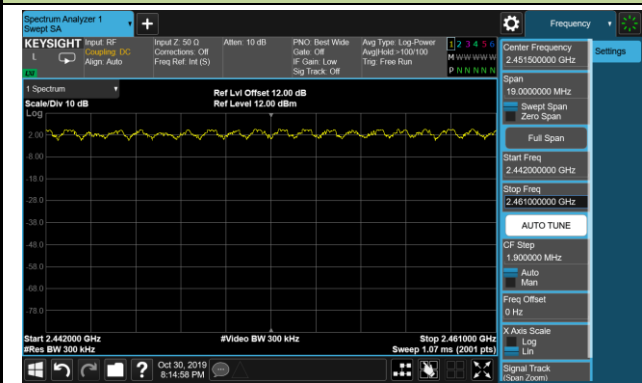 Spectrum Analyzer 1
Swept SA
Frequency
KEYSIGHT
L
Input: RF
Coupling: DC
Align: Auto
Input Z: 50 Ω
Corrections: Off
Freq Ref: Int (S)
Atten: 10 dB
PNO: Best Wide
Gate: Off
IF Gain: Low
Sig Track: Off
Avg Type: Log-Power
Avg|Hold:>100/100
Trig: Free Run
1 2 3 4 5 6
M W W W W W
P N N N N N
1 Spectrum
Scale/Div 10 dB
Log
Ref Lvl Offset 12.00 dB
Ref Level 12.00 dBm
2.00
-8.00
-18.0
-28.0
-38.0
-48.0
-58.0
-68.0
-78.0
Start 2.442000 GHz
#Res BW 300 kHz
#Video BW 300 kHz
Stop 2.461000 GHz
Sweep 1.07 ms (2001 pts)
Center Frequency
2.451500000 GHz
Settings
Span
19.0000000 MHz
Swept Span
Zero Span
Full Span
Start Freq
2.442000000 GHz
Stop Freq
2.461000000 GHz
AUTO TUNE
CF Step
1.900000 MHz
Auto
Man
Freq Offset
0 Hz
X Axis Scale
Log
Lin
Signal Track
(Span Zoom)
?
Oct 30, 2019
8:14:58 PM